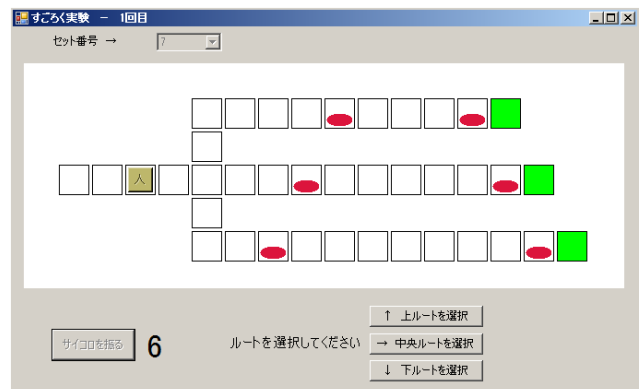 すごろく実験 － 1回目
セット番号 → 7
人
↑ 上ルートを選択
サイコロを振る 6 ルートを選択してください → 中央ルートを選択
↓ 下ルートを選択